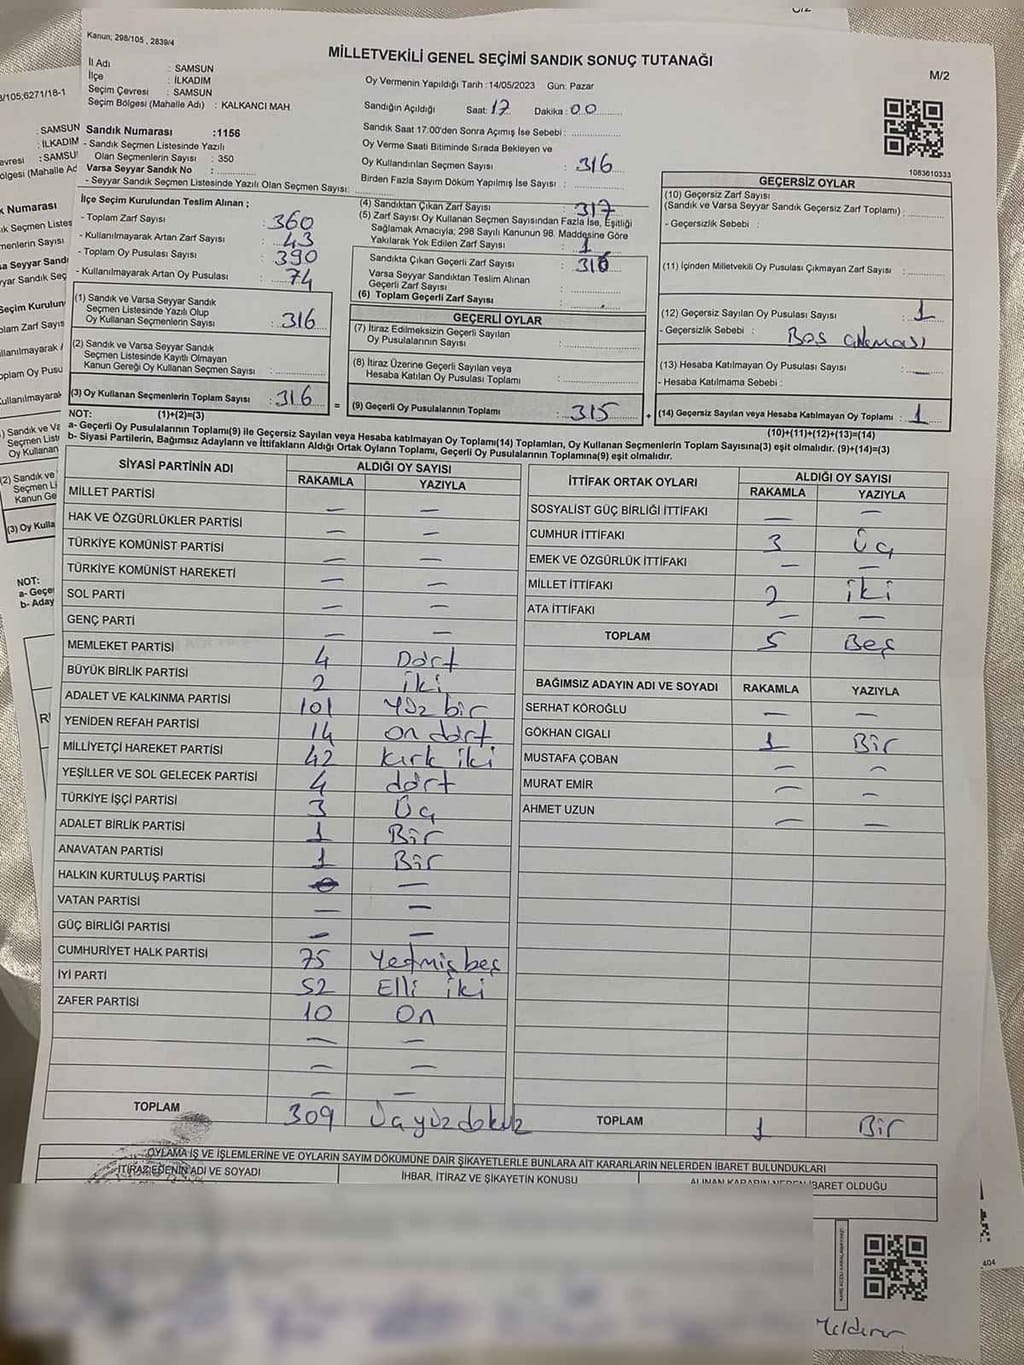 Kanun; 298/105 , 2839/4
MİLLETVEKİLİ GENEL SEÇİMİ SANDIK SONUÇ TUTANAĞI
M/2
İl Adı : SAMSUN
İlçe : İLKADIM
Seçim Çevresi : SAMSUN
Seçim Bölgesi (Mahalle Adı) : KALKANCI MAH.
Oy Vermenin Yapıldığı Tarih :14/05/2023 Gün: Pazar
Sandığın Açıldığı Saat: 17 Dakika: 00
Sandık Saat 17:00'den Sonra Açımış İse Sebebi :
Sandık Numarası :1156
- Sandık Seçmen Listesinde Yazılı
Olan Seçmenlerin Sayısı : 350
Varsa Seyyar Sandık No :
- Seyyar Sandık Seçmen Listesinde Yazılı Olan Seçmen Sayısı:
Oy Verme Saati Bitiminde Sırada Bekleyen ve
Oy Kullandırılan Seçmen Sayısı : 316
Birden Fazla Sayım Döküm Yapılmış İse Sayısı :
1083610333
İlçe Seçim Kurulundan Teslim Alınan ;
- Toplam Zarf Sayısı : 360
- Kullanılmayarak Artan Zarf Sayısı : 43
- Toplam Oy Pusulası Sayısı : 390
- Kullanılmayarak Artan Oy Pusulası : 74
(1) Sandık ve Varsa Seyyar Sandık
Seçmen Listesinde Yazılı Olup
Oy Kullanan Seçmenlerin Sayısı : 316
(2) Sandık ve Varsa Seyyar Sandık
Seçmen Listesinde Kayıtlı Olmayan
Kanun Gereği Oy Kullanan Seçmen Sayısı :
(3) Oy Kullanan Seçmenlerin Toplam Sayısı : 316
(4) Sandıktan Çıkan Zarf Sayısı : 317
(5) Zarf Sayısı Oy Kullanan Seçmen Sayısından Fazla İse, Eşitliği
Sağlamak Amacıyla; 298 Sayılı Kanunun 98. Maddesine Göre
Yakılarak Yok Edilen Zarf Sayısı : 1
Sandıkta Çıkan Geçerli Zarf Sayısı : 316
Varsa Seyyar Sandıktan Teslim Alınan
Geçerli Zarf Sayısı :
(6) Toplam Geçerli Zarf Sayısı :
GEÇERLİ OYLAR
(7) İtiraz Edilmeksizin Geçerli Sayılan
Oy Pusulalarının Sayısı :
(8) İtiraz Üzerine Geçerli Sayılan veya
Hesaba Katılan Oy Pusulası Toplamı :
= (9) Geçerli Oy Pusulalarının Toplamı : 315 +
GEÇERSİZ OYLAR
(10) Geçersiz Zarf Sayısı
(Sandık ve Varsa Seyyar Sandık Geçersiz Zarf Toplamı) :
- Geçersizlik Sebebi :
(11) İçinden Milletvekili Oy Pusulası Çıkmayan Zarf Sayısı :
(12) Geçersiz Sayılan Oy Pusulası Sayısı : 1
- Geçersizlik Sebebi : Boş çıkması
(13) Hesaba Katılmayan Oy Pusulası Sayısı : —
- Hesaba Katılmama Sebebi :
(14) Geçersiz Sayılan veya Hesaba Katılmayan Oy Toplamı : 1
NOT: (1)+(2)=(3)
(10)+(11)+(12)+(13)=(14)
a- Geçerli Oy Pusulalarının Toplamı(9) ile Geçersiz Sayılan veya Hesaba katılmayan Oy Toplamı(14) Toplamları, Oy Kullanan Seçmenlerin Toplam Sayısına(3) eşit olmalıdır. (9)+(14)=(3)
b- Siyasi Partilerin, Bağımsız Adayların ve İttifakların Aldığı Ortak Oyların Toplamı, Geçerli Oy Pusulalarının Toplamına(9) eşit olmalıdır.
SİYASİ PARTİNİN ADI ALDIĞI OY SAYISI
RAKAMLA YAZIYLA
MİLLET PARTİSİ — —
HAK VE ÖZGÜRLÜKLER PARTİSİ — —
TÜRKİYE KOMÜNİST PARTİSİ — —
TÜRKİYE KOMÜNİST HAREKETİ — —
SOL PARTİ — —
GENÇ PARTİ — —
MEMLEKET PARTİSİ 4 Dört
BÜYÜK BİRLİK PARTİSİ 2 iki
ADALET VE KALKINMA PARTİSİ 101 Yüz bir
YENİDEN REFAH PARTİSİ 14 on dört
MİLLİYETÇİ HAREKET PARTİSİ 42 Kırk iki
YEŞİLLER VE SOL GELECEK PARTİSİ 4 dört
TÜRKİYE İŞÇİ PARTİSİ 3 Üç
ADALET BİRLİK PARTİSİ 1 Bir
ANAVATAN PARTİSİ 1 Bir
HALKIN KURTULUŞ PARTİSİ —
VATAN PARTİSİ — —
GÜÇ BİRLİĞİ PARTİSİ — —
CUMHURİYET HALK PARTİSİ 75 Yetmiş beş
İYİ PARTİ 52 Elli iki
ZAFER PARTİSİ 10 On
— —
— —
— —
TOPLAM 309 Üçyüzdokuz
İTTİFAK ORTAK OYLARI ALDIĞI OY SAYISI
RAKAMLA YAZIYLA
SOSYALİST GÜÇ BİRLİĞİ İTTİFAKI — —
CUMHUR İTTİFAKI 3 Üç
EMEK VE ÖZGÜRLÜK İTTİFAKI — —
MİLLET İTTİFAKI 2 iki
ATA İTTİFAKI — —
TOPLAM 5 Beş
BAĞIMSIZ ADAYIN ADI VE SOYADI RAKAMLA YAZIYLA
SERHAT KÖROĞLU — —
GÖKHAN CIGALI 1 Bir
MUSTAFA ÇOBAN — —
MURAT EMİR — —
AHMET UZUN — —
TOPLAM 1 Bir
OYLAMA İŞ VE İŞLEMLERİNE VE OYLARIN SAYIM DÖKÜMÜNE DAİR ŞİKAYETLERLE BUNLARA AİT KARARLARIN NELERDEN İBARET BULUNDUKLARI
İTİRAZ EDENİN ADI VE SOYADI
İHBAR, İTİRAZ VE ŞİKAYETİN KONUSU
ALINAN KARARIN NEDEN İBARET OLDUĞU